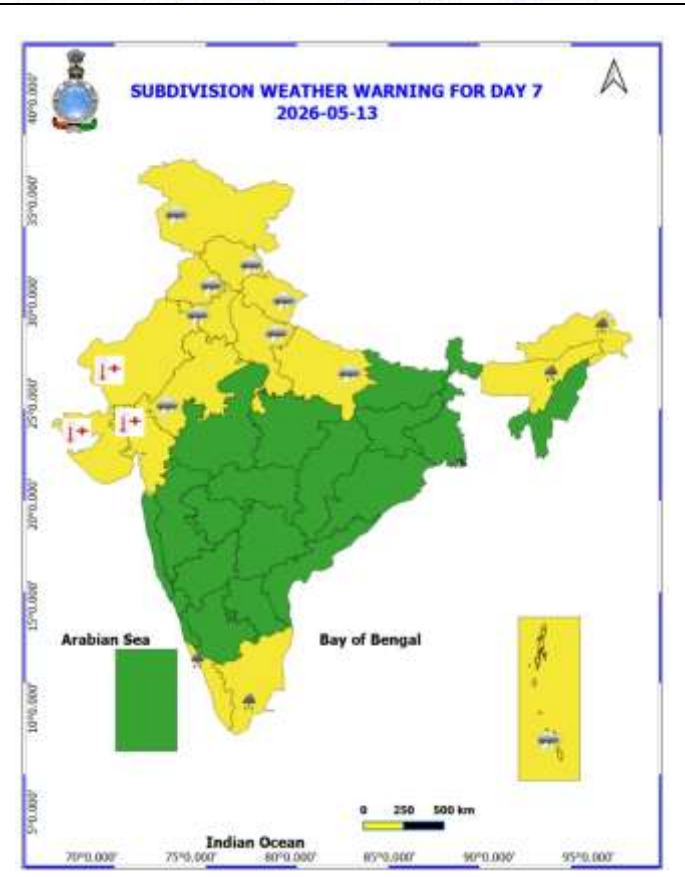 SUBDIVISION WEATHER WARNING FOR DAY 7
2026-05-13
40°0.000'
35°0.000'
30°0.000'
25°0.000'
20°0.000'
15°0.000'
10°0.000'
5°0.000'
Arabian Sea
Bay of Bengal
0 250 500 km
Indian Ocean
70°0.000' 75°0.000' 80°0.000' 85°0.000' 90°0.000' 95°0.000'